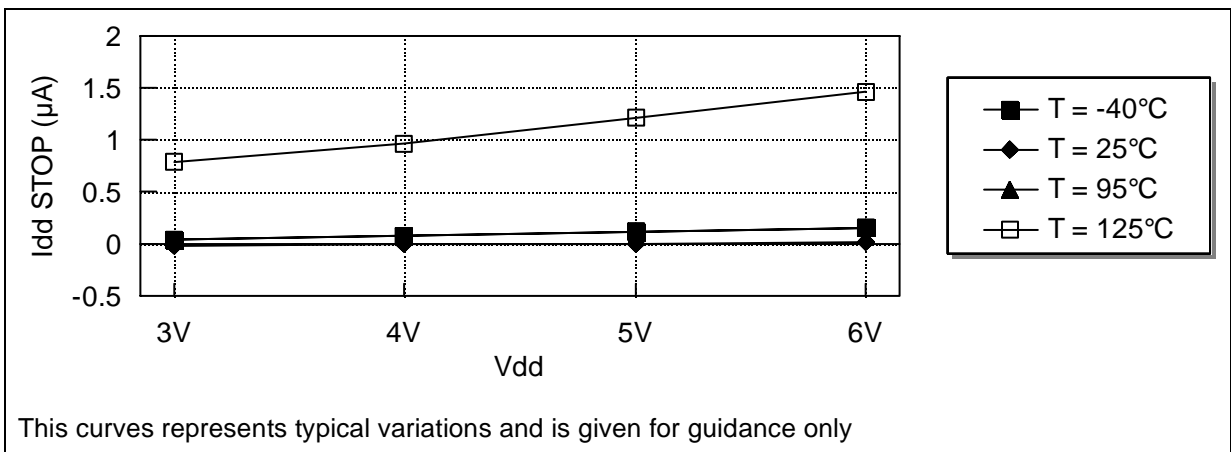 2
1.5
1
0.5
0
-0.5
Idd STOP (µA)
3V 4V 5V 6V
Vdd
T = -40°C
T = 25°C
T = 95°C
T = 125°C
This curves represents typical variations and is given for guidance only